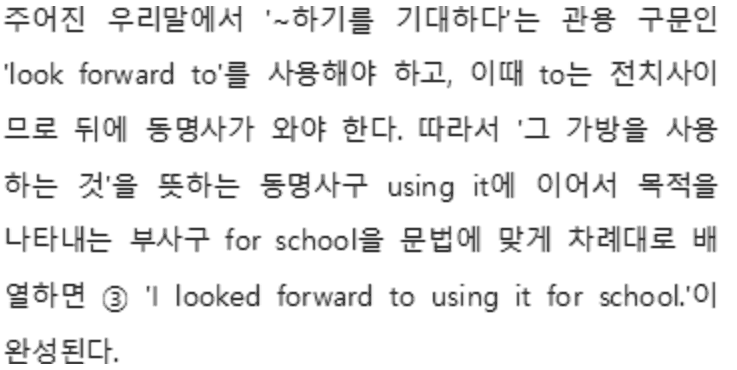 주어진 우리말에서 '~하기를 기대하다'는 관용 구문인
'look forward to'를 사용해야 하고, 이때 to는 전치사이
므로 뒤에 동명사가 와야 한다. 따라서 '그 가방을 사용
하는 것'을 뜻하는 동명사구 using it에 이어서 목적을
나타내는 부사구 for school을 문법에 맞게 차례대로 배
열하면 ③ 'I looked forward to using it for school.'이
완성된다.